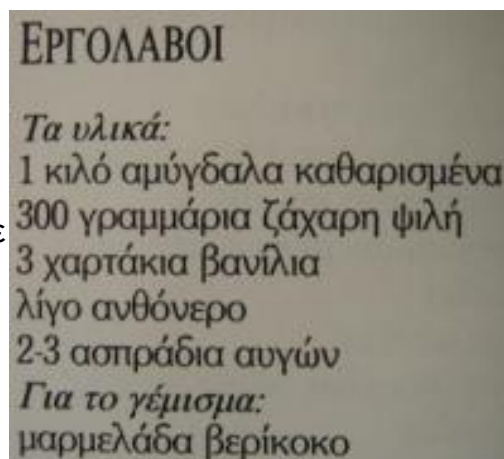 ΕΡΓΟΛΑΒΟΙ
Τα υλικά:
1 κιλό αμύγδαλα καθαρισμένα
300 γραμμάρια ζάχαρη ψιλή
3 χαρτάκια βανίλια
λίγο ανθόνερο
2-3 ασπράδια αυγών
Για το γέμισμα:
μαρμελάδα βερίκοκο